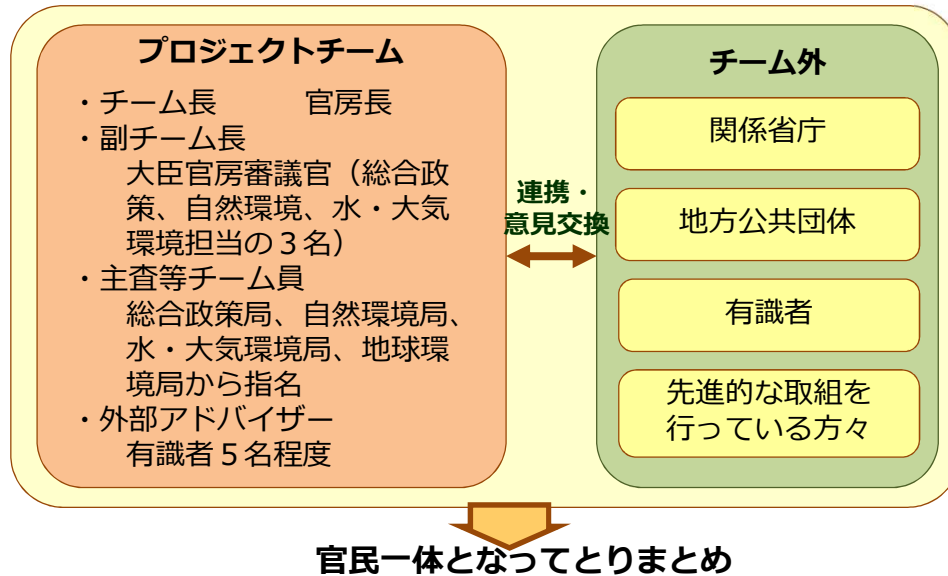 プロジェクトチーム
・チーム長　　　官房長
・副チーム長
大臣官房審議官（総合政
策、自然環境、水・大気
環境担当の３名）
・主査等チーム員
総合政策局、自然環境局、
水・大気環境局、地球環
境局から指名
・外部アドバイザー
有識者５名程度
連携・
意見交換
チーム外
関係省庁
地方公共団体
有識者
先進的な取組を
行っている方々
官民一体となってとりまとめ